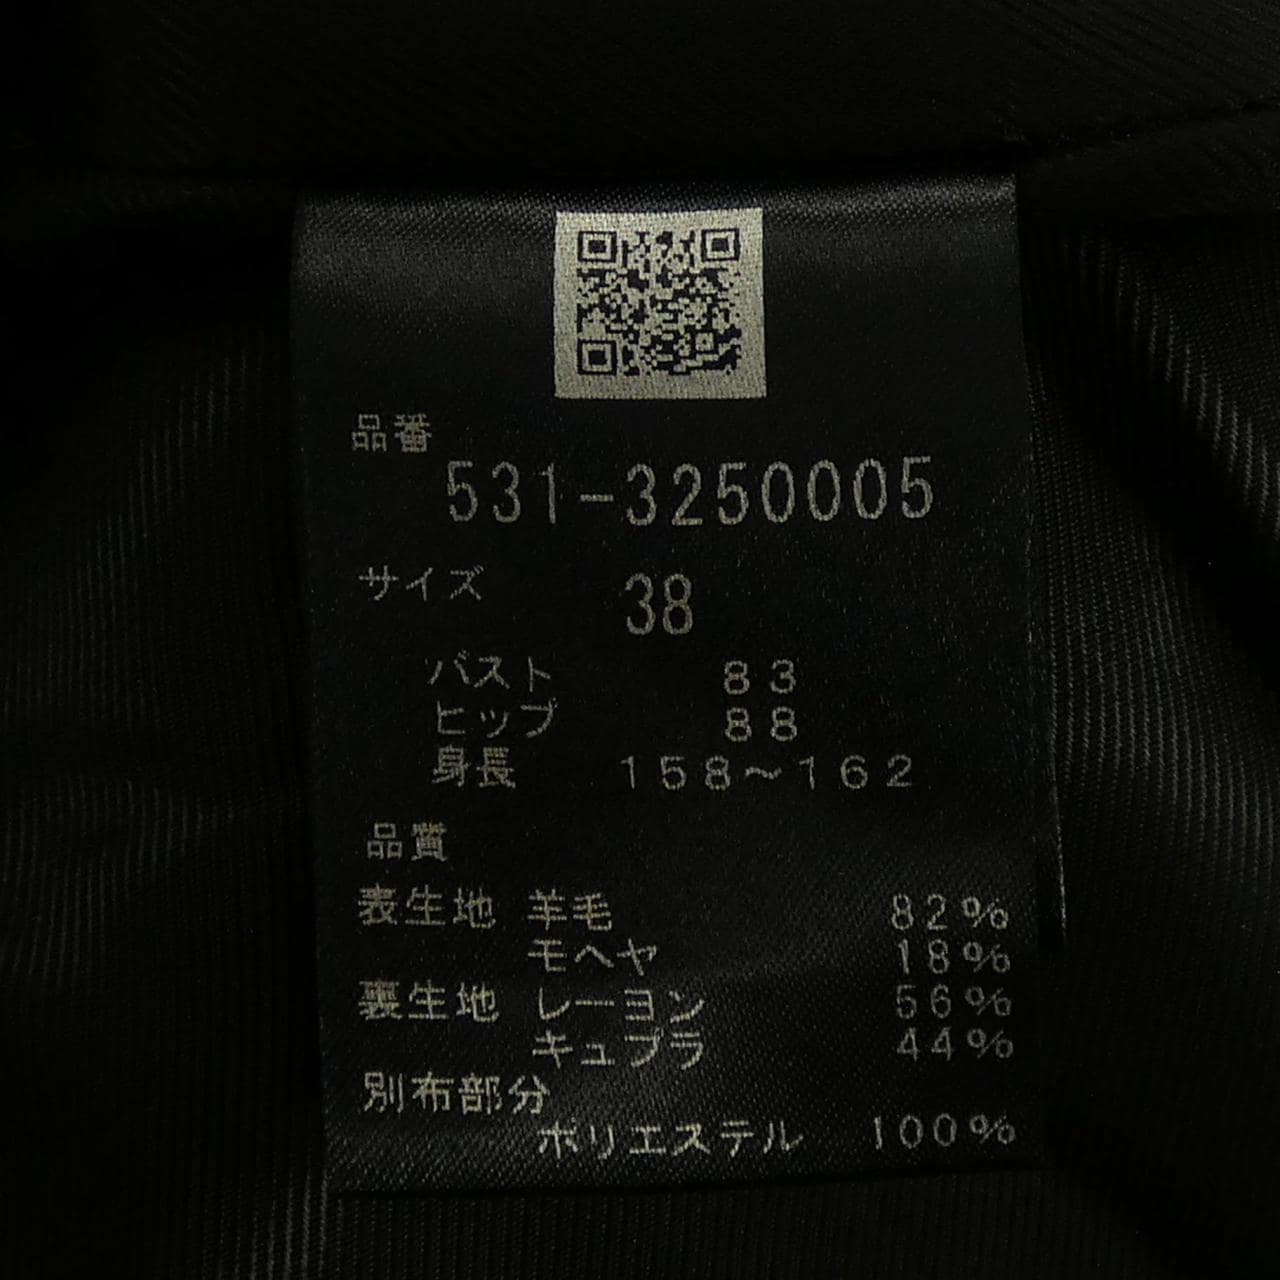 品番
531-3250005
サイズ 38
バスト 83
ヒップ 88
身長 158～162
品質
表生地 羊毛 82%
モヘヤ 18%
裏生地 レーヨン 56%
キュプラ 44%
別布部分
ポリエステル 100%